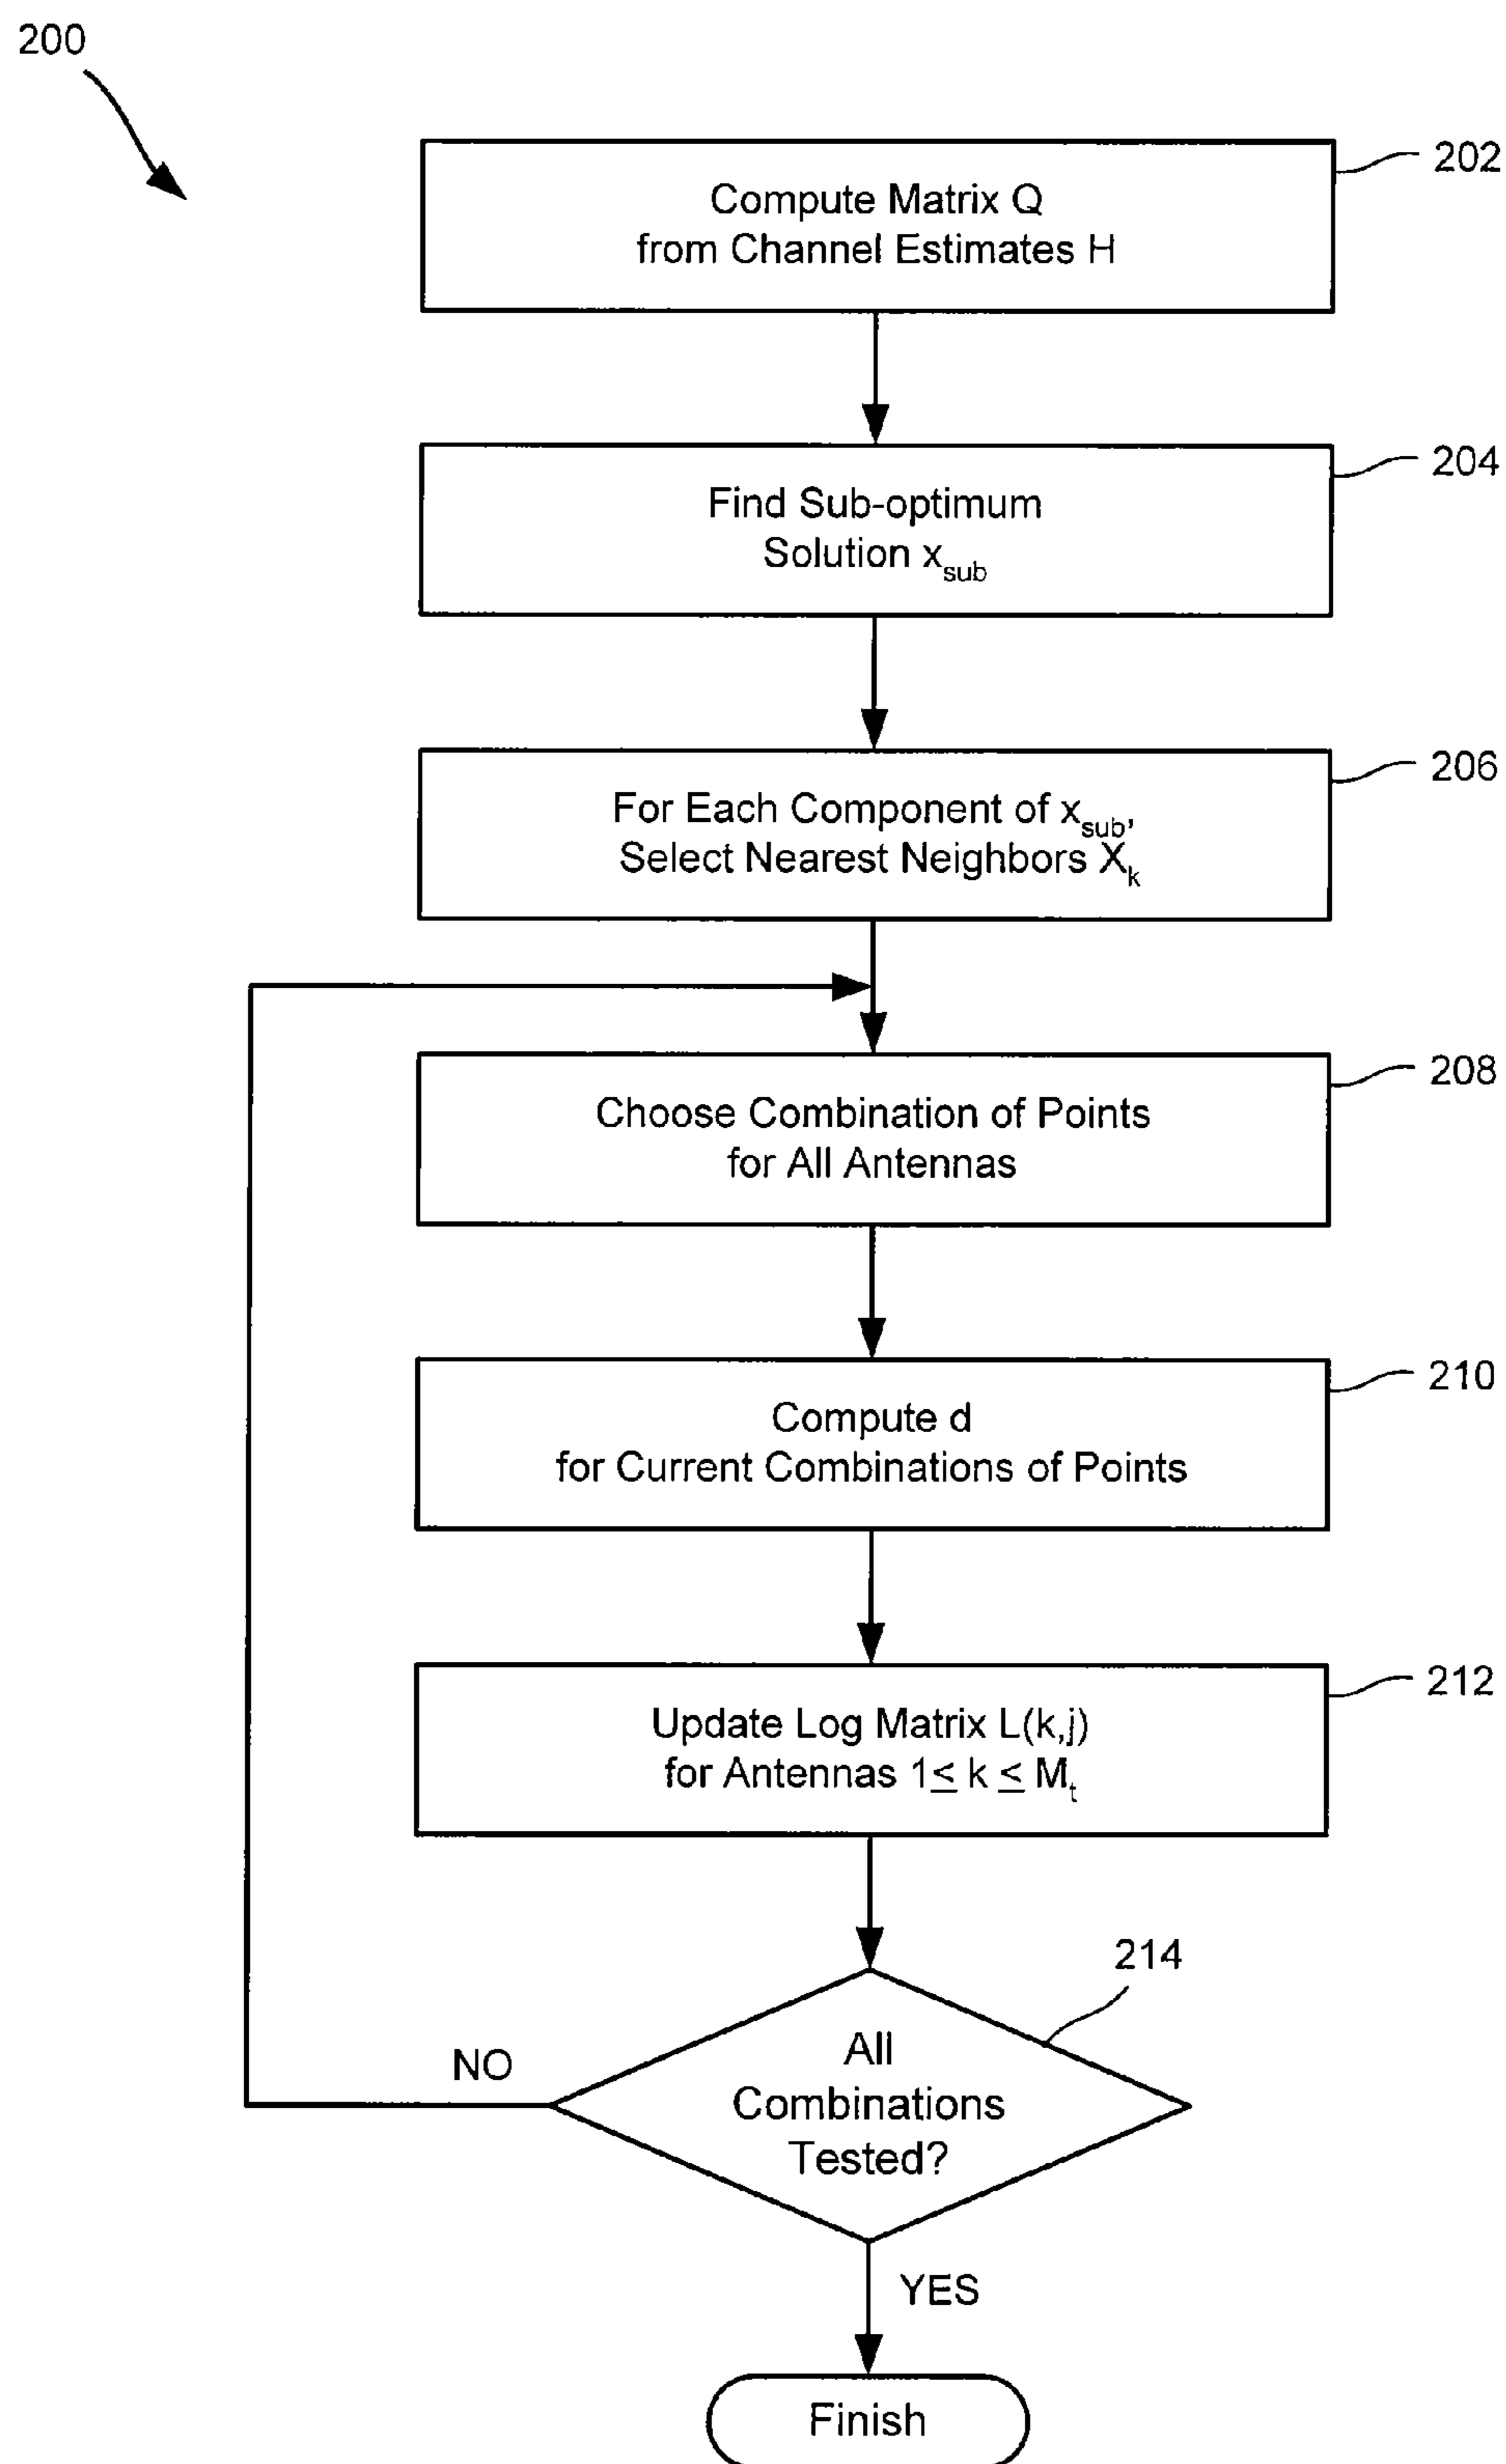 200
202
Compute Matrix Q
from Channel Estimates H
204
Find Sub-optimum
Solution x_sub
206
For Each Component of x_sub,
Select Nearest Neighbors X_k
208
Choose Combination of Points
for All Antennas
210
Compute d
for Current Combinations of Points
212
Update Log Matrix L(k,j)
for Antennas 1≤ k ≤ M_t
214
All
Combinations
Tested?
NO
YES
Finish